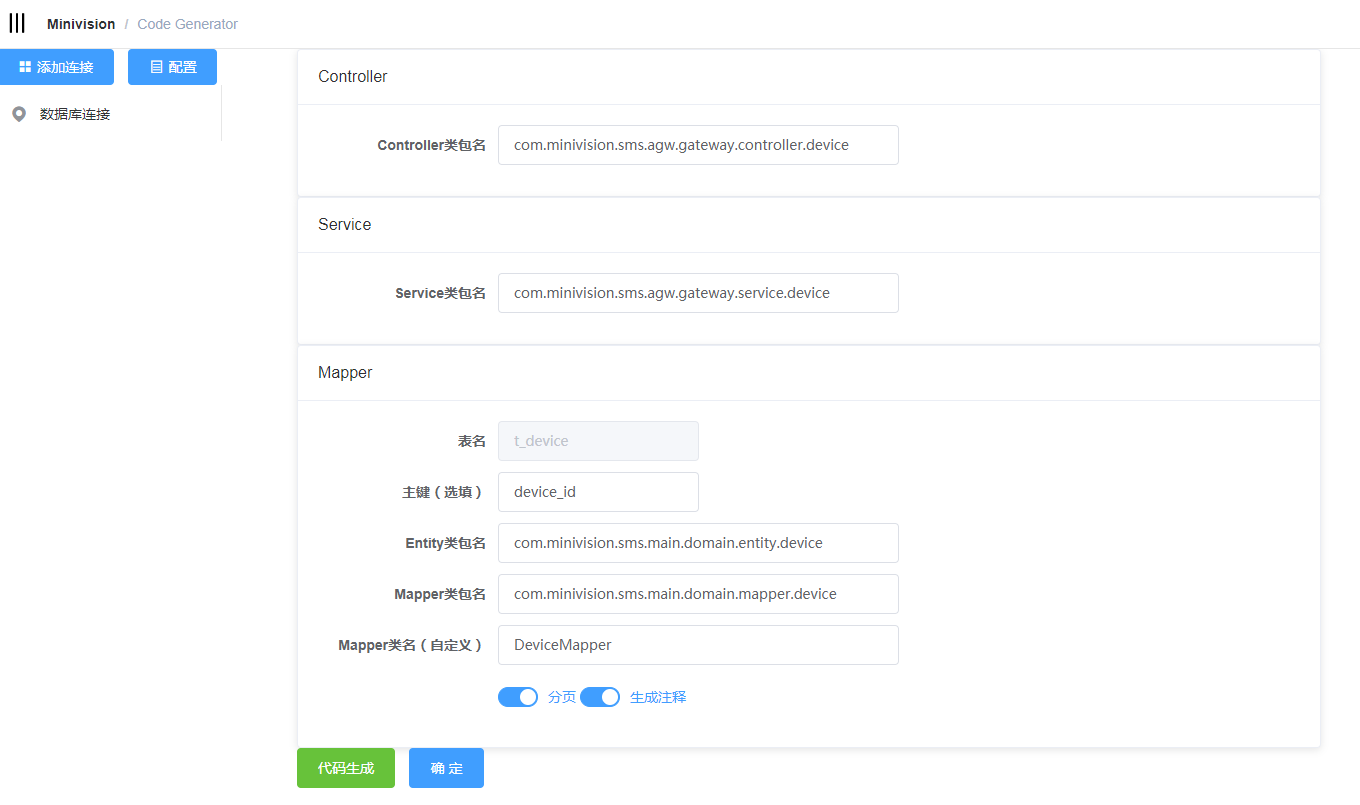 Minivision / Code Generator
添加连接 配置
数据库连接
Controller
Controller类包名 com.minivision.sms.agw.gateway.controller.device
Service
Service类包名 com.minivision.sms.agw.gateway.service.device
Mapper
表名 t_device
主键（选填） device_id
Entity类包名 com.minivision.sms.main.domain.entity.device
Mapper类包名 com.minivision.sms.main.domain.mapper.device
Mapper类名（自定义） DeviceMapper
分页 生成注释
代码生成 确 定